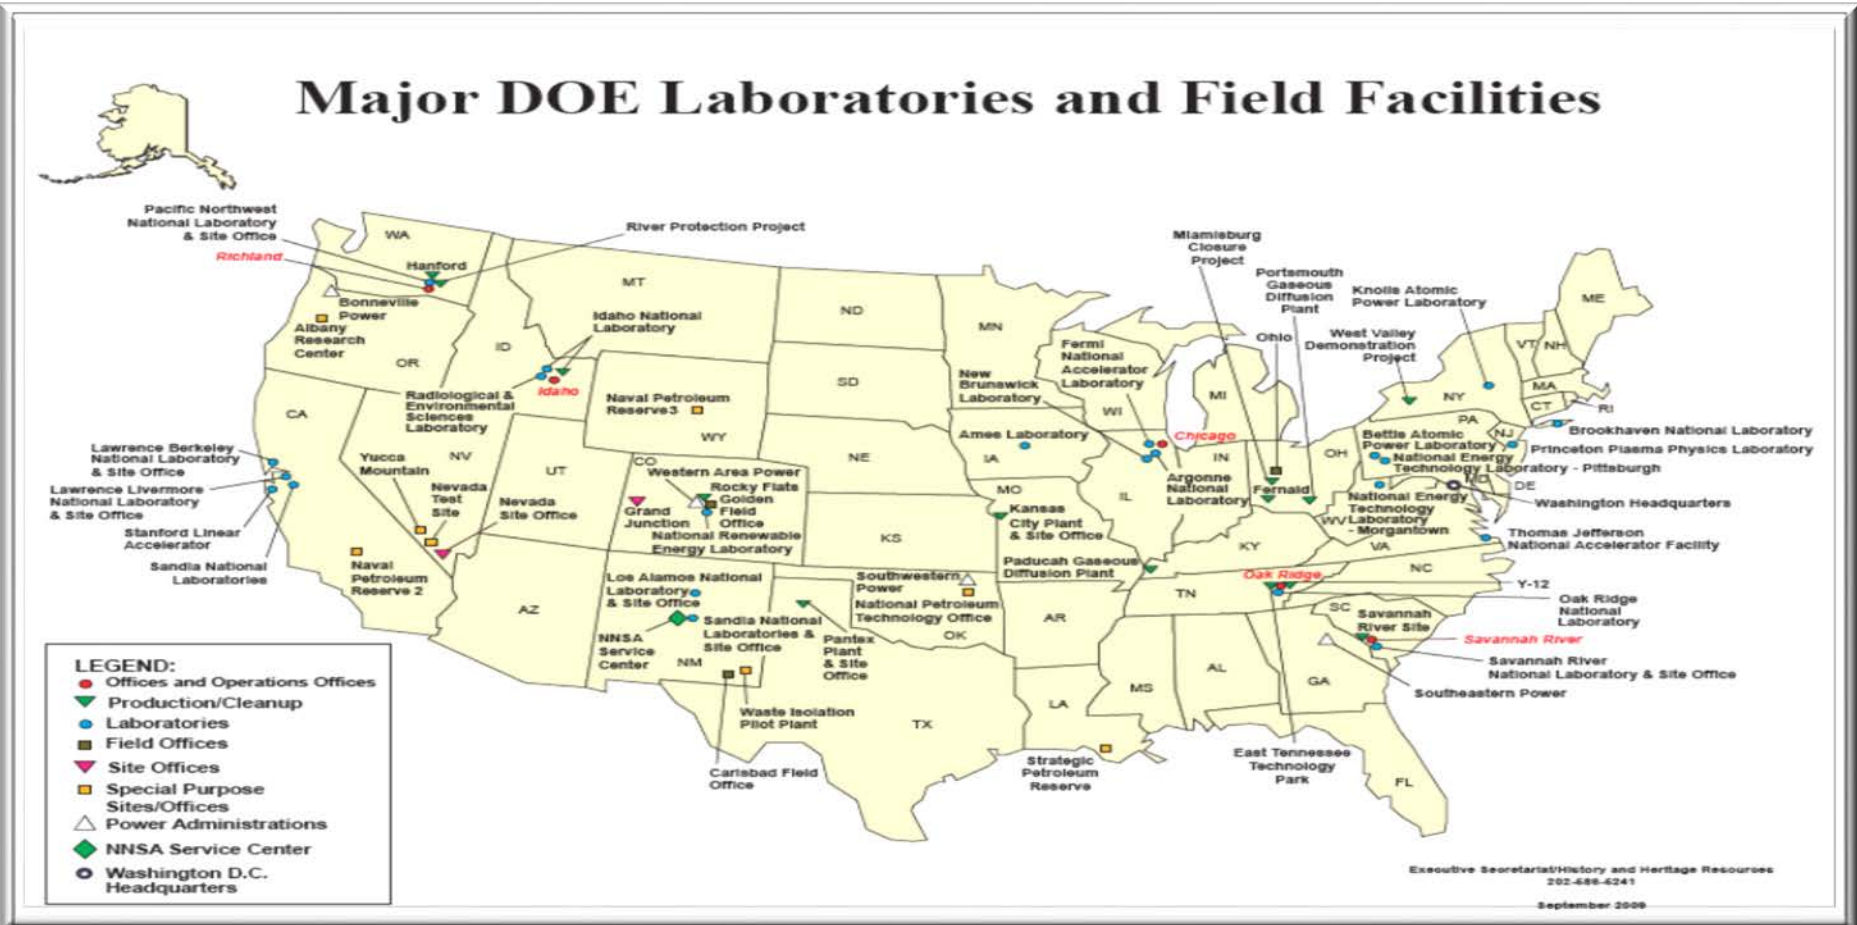 Major DOE Laboratories and Field Facilities
Pacific Northwest
National Laboratory
& Site Office
Richland
River Protection Project
WA
Hanford
Bonneville
Power
Albany
Research
Center
OR
ID
MT
Idaho National
Laboratory
Idaho
Radiological &
Environmental
Sciences
Laboratory
Naval Petroleum
Reserve3
WY
ND
SD
NE
KS
MN
New
Brunswick
Laboratory
Ames Laboratory
IA
Fermi
National
Accelerator
Laboratory
WI
MI
Chicago
Argonne
National
Laboratory
IL
IN
Miamisburg
Closure
Project
Portsmouth
Gaseous
Diffusion
Plant
Ohio
Fernald
OH
Knolls Atomic
Power Laboratory
West Valley
Demonstration
Project
NY
VT
NH
ME
MA
CT
RI
PA
NJ
Brookhaven National Laboratory
Princeton Plasma Physics Laboratory
Bettis Atomic
Power Laboratory
National Energy
Technology Laboratory - Pittsburgh
MD
DE
Washington Headquarters
National Energy
Technology
Laboratory
- Morgantown
WV
VA
Thomas Jefferson
National Accelerator Facility
CA
NV
UT
CO
Lawrence Berkeley
National Laboratory
& Site Office
Lawrence Livermore
National Laboratory
& Site Office
Stanford Linear
Accelerator
Sandia National
Laboratories
Yucca
Mountain
Nevada
Test
Site
Nevada
Site Office
Naval
Petroleum
Reserve 2
Western Area Power
Rocky Flats
Golden
Field
Office
National Renewable
Energy Laboratory
Grand
Junction
MO
Kansas
City Plant
& Site Office
Paducah Gaseous
Diffusion Plant
KY
TN
Oak Ridge
NC
Y-12
Oak Ridge
National
Laboratory
SC
Savannah
River Site
Savannah River
Savannah River
National Laboratory & Site Office
Southeastern Power
AZ
Los Alamos National
Laboratory
& Site Office
NNSA
Service
Center
Sandia National
Laboratories &
Site Office
NM
Pantex
Plant
& Site
Office
Southwestern
Power
National Petroleum
Technology Office
OK
AR
Waste Isolation
Pilot Plant
Carlsbad Field
Office
TX
LA
MS
AL
GA
FL
Strategic
Petroleum
Reserve
East Tennessee
Technology
Park
LEGEND:
Offices and Operations Offices
Production/Cleanup
Laboratories
Field Offices
Site Offices
Special Purpose
Sites/Offices
Power Administrations
NNSA Service Center
Washington D.C.
Headquarters
Executive Secretariat/History and Heritage Resources
September 2009